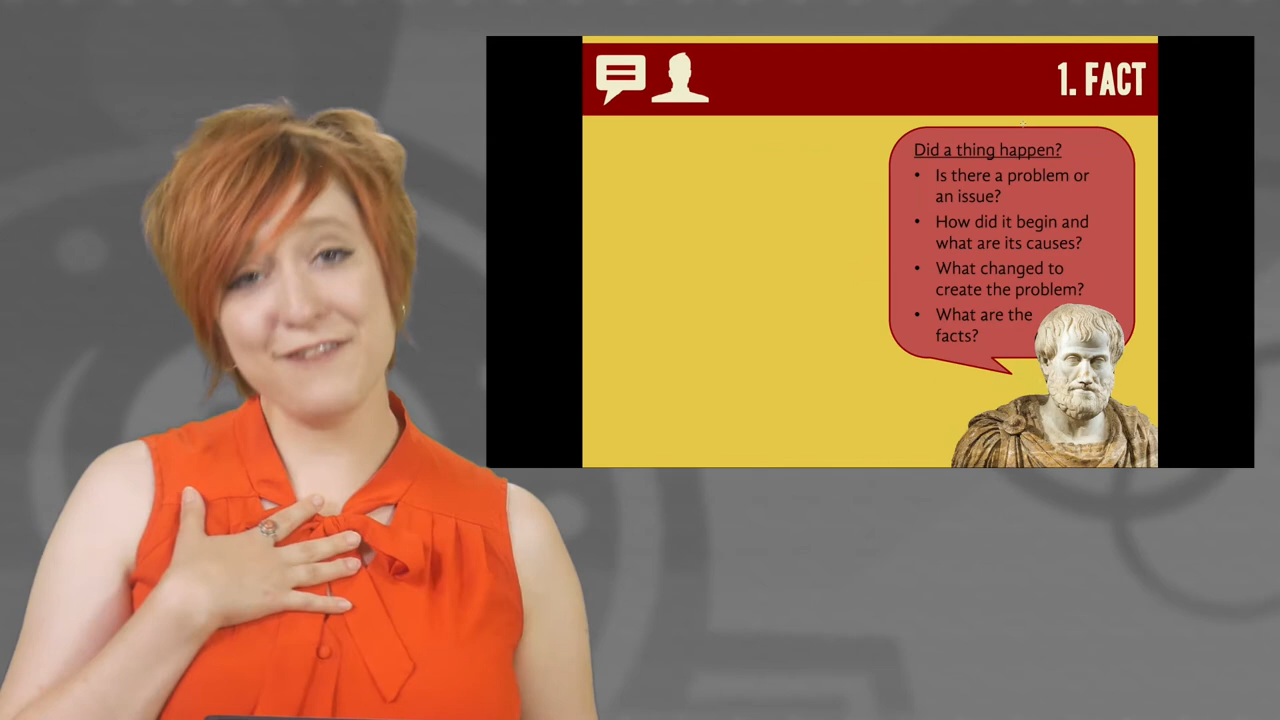 1. FACT
Did a thing happen?
• Is there a problem or
an issue?
• How did it begin and
what are its causes?
• What changed to
create the problem?
• What are the
facts?